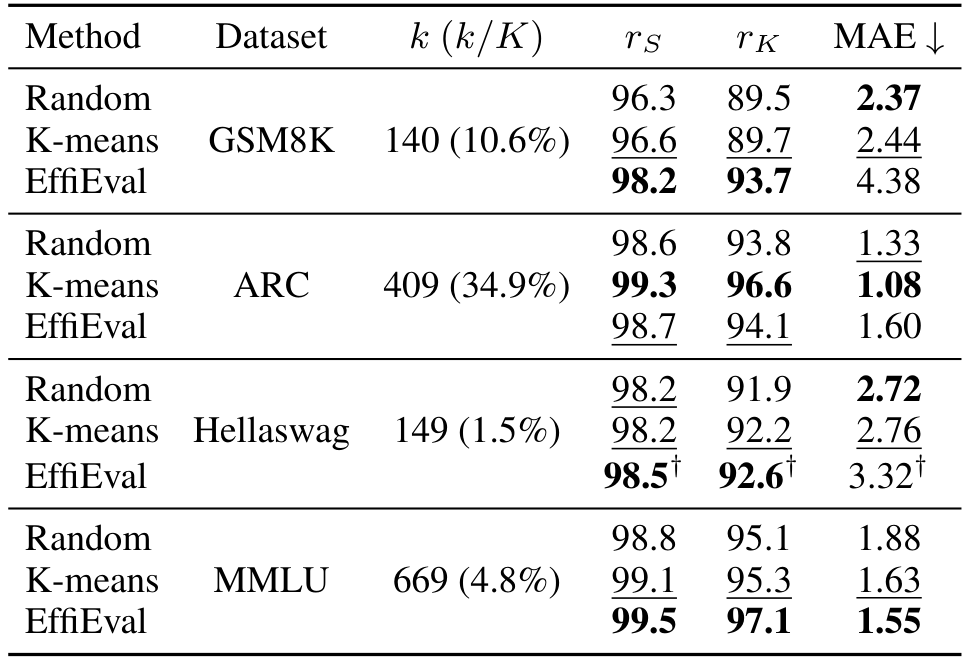 Method Dataset k (k/K) r_S r_K MAE ↓
Random 96.3 89.5 2.37
K-means GSM8K 140 (10.6%) 96.6 89.7 2.44
EffiEval 98.2 93.7 4.38
Random 98.6 93.8 1.33
K-means ARC 409 (34.9%) 99.3 96.6 1.08
EffiEval 98.7 94.1 1.60
Random 98.2 91.9 2.72
K-means Hellaswag 149 (1.5%) 98.2 92.2 2.76
EffiEval 98.5† 92.6† 3.32†
Random 98.8 95.1 1.88
K-means MMLU 669 (4.8%) 99.1 95.3 1.63
EffiEval 99.5 97.1 1.55